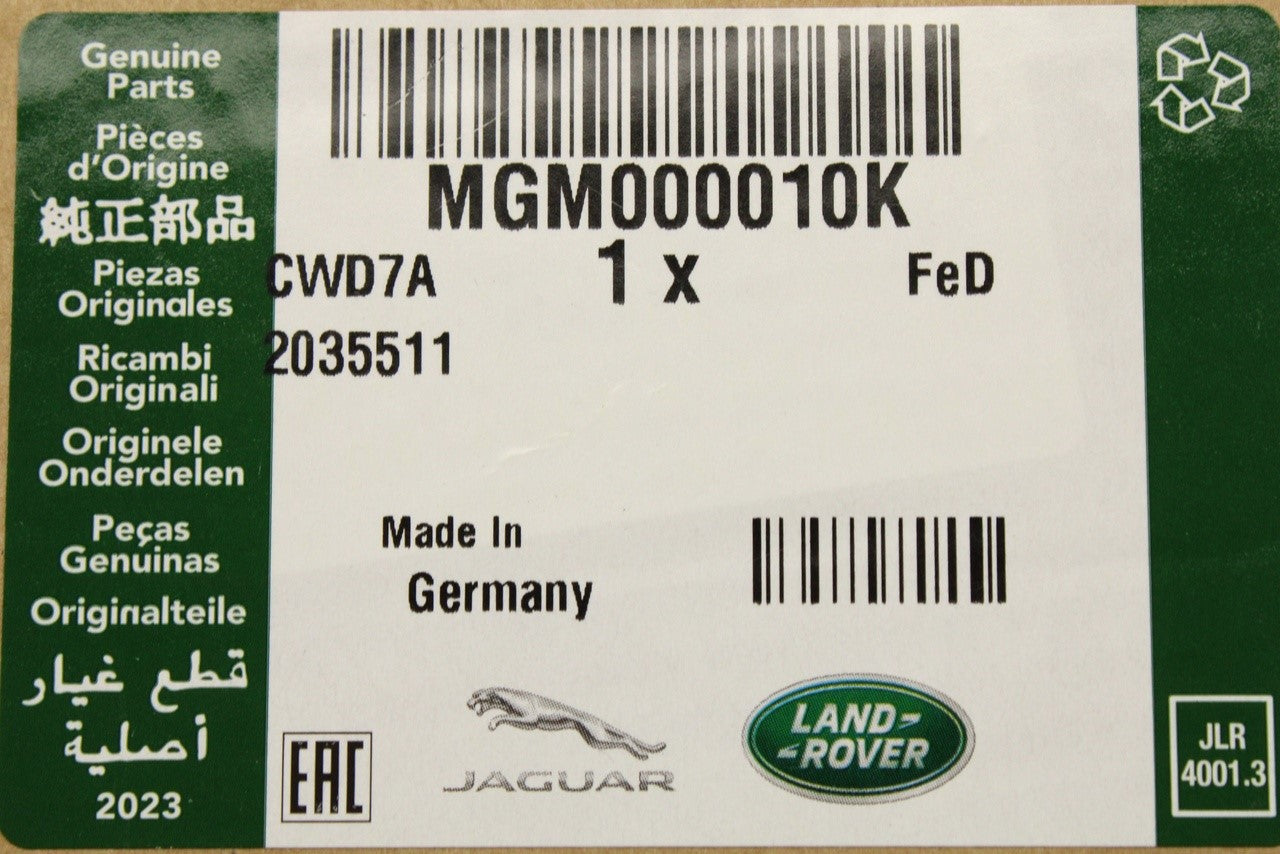 Genuine
Parts
Pièces
d'Origine
純正部品
Piezas
Originales
Ricambi
Originali
Originele
Onderdelen
Peças
Genuinas
Originalteile
قطع غيار
أصلية
2023
MGM000010K
CWD7A
1 x
FeD
2035511
Made In
Germany
EAC
JAGUAR
LAND-
-ROVER
JLR
4001.3